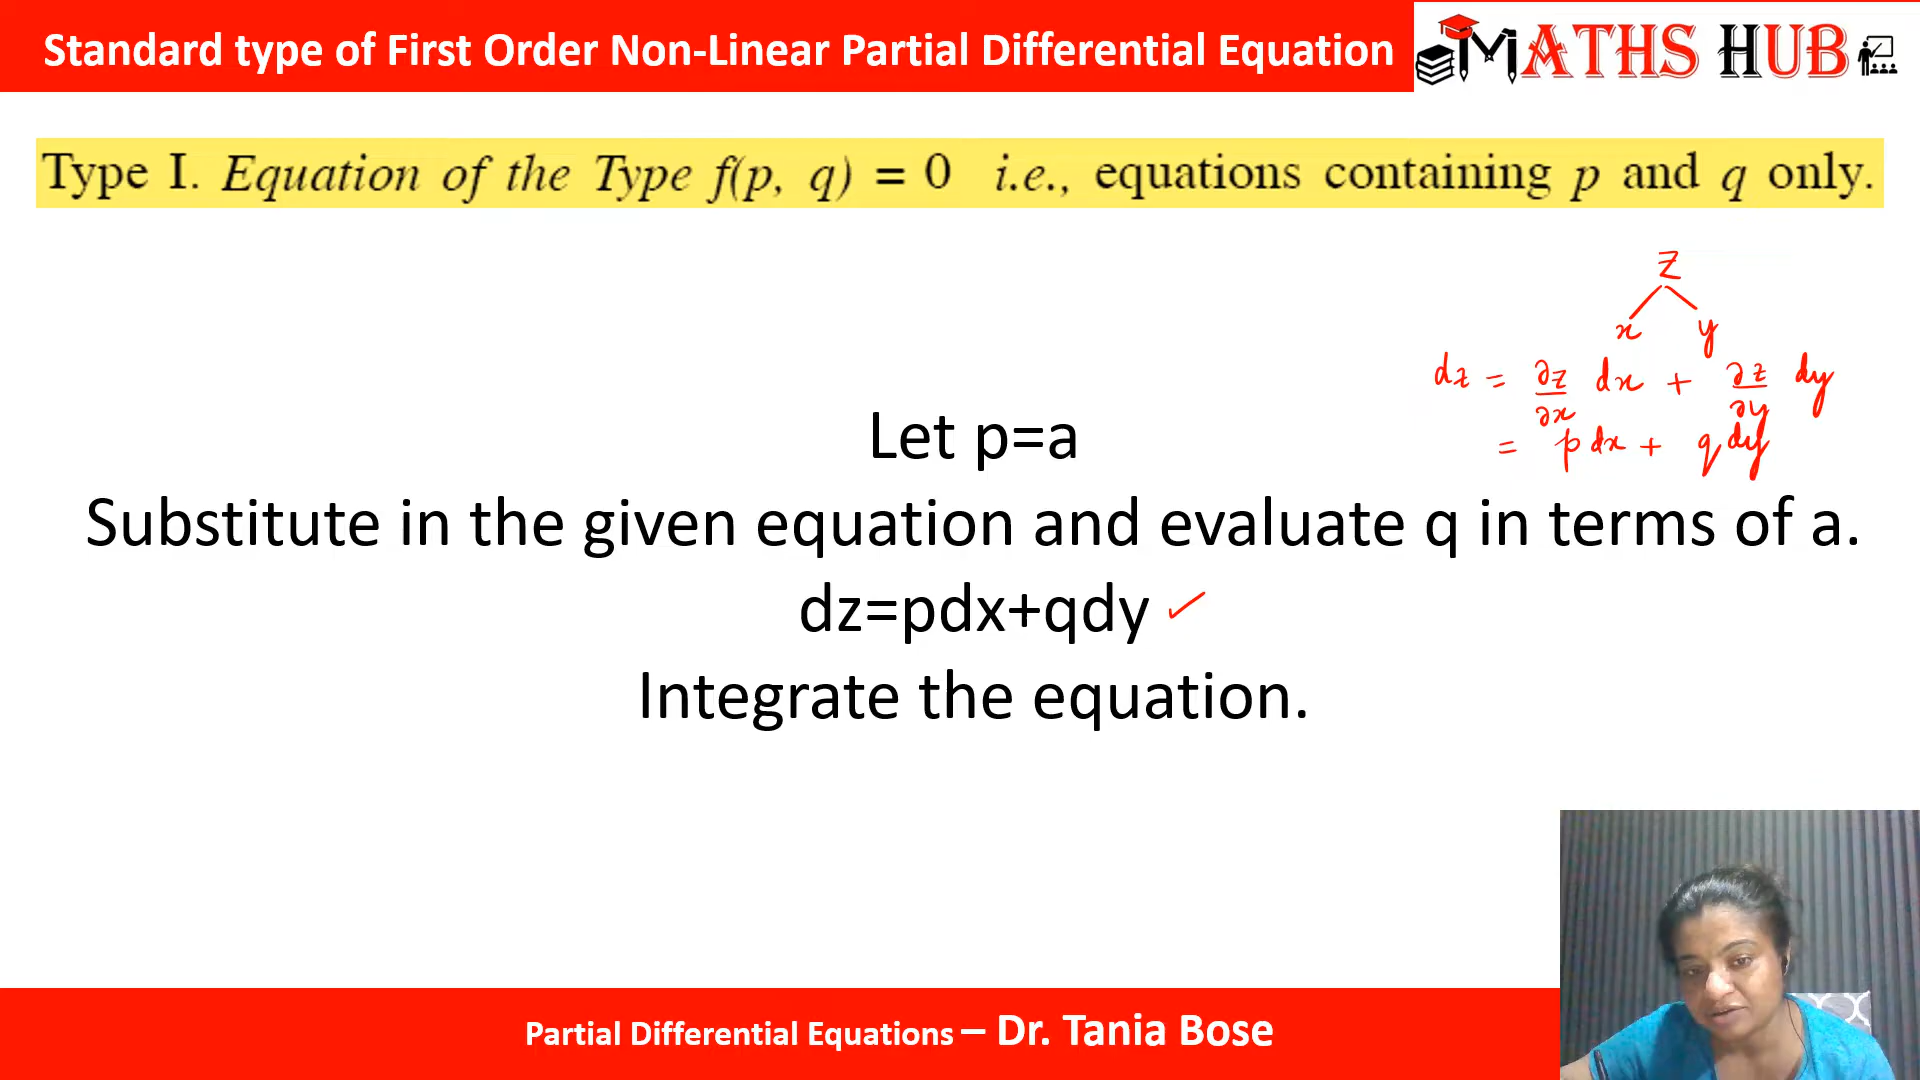 Standard type of First Order Non-Linear Partial Differential Equation
MATHS HUB
Type I. Equation of the Type f(p, q) = 0 i.e., equations containing p and q only.
z
x y
dz = ∂z/∂x dx + ∂z/∂y dy
= p dx + q dy
Let p=a
Substitute in the given equation and evaluate q in terms of a.
dz=pdx+qdy ✓
Integrate the equation.
Partial Differential Equations – Dr. Tania Bose